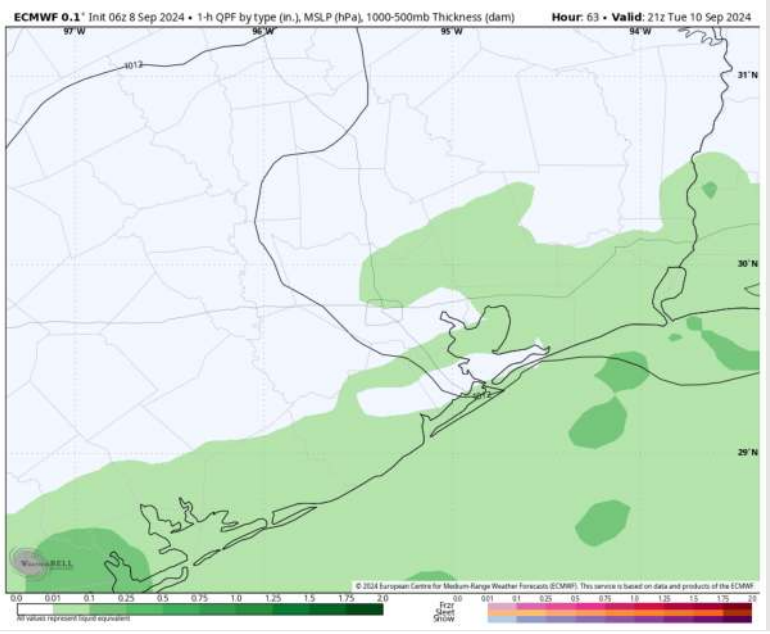 ECMWF 0.1° Init 06z 8 Sep 2024 • 1-h QPF by type (in.), MSLP (hPa), 1000-500mb Thickness (dam) Hour: 63 • Valid: 21z Tue 10 Sep 2024
97°W 96°W 95°W 94°W
1012
31°N
30°N
1012
29°N
WeatherBELL
© 2024 European Centre for Medium-Range Weather Forecasts (ECMWF). This service is based on data and products of the ECMWF
0.0 0.01 0.1 0.25 0.5 1.0 1.25 1.75 2.0 0.0 0.01 0.1 0.25 0.5 0.75 1.0 1.25 1.5 1.75 2.0
Frzr
Sleet
Snow
All values represent liquid equivalent